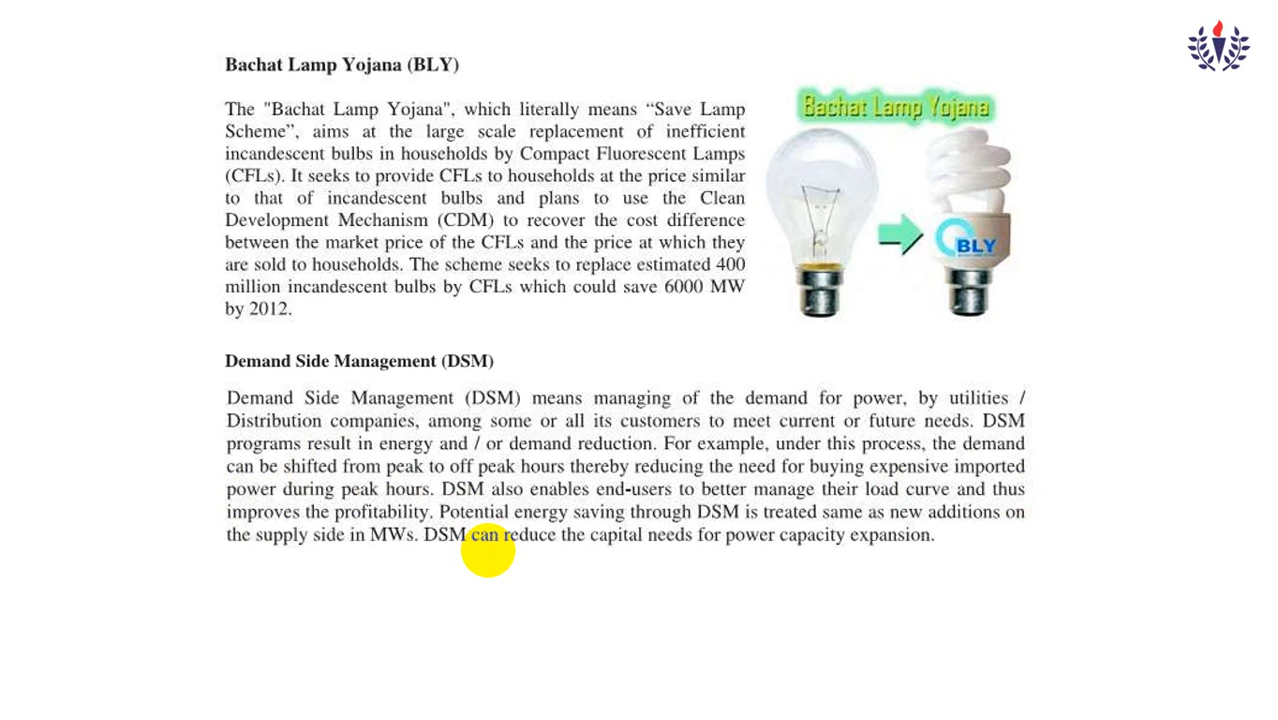 Bachat Lamp Yojana (BLY)
The "Bachat Lamp Yojana", which literally means “Save Lamp
Scheme”, aims at the large scale replacement of inefficient
incandescent bulbs in households by Compact Fluorescent Lamps
(CFLs). It seeks to provide CFLs to households at the price similar
to that of incandescent bulbs and plans to use the Clean
Development Mechanism (CDM) to recover the cost difference
between the market price of the CFLs and the price at which they
are sold to households. The scheme seeks to replace estimated 400
million incandescent bulbs by CFLs which could save 6000 MW
by 2012.
Bachat Lamp Yojana
BLY
Demand Side Management (DSM)
Demand Side Management (DSM) means managing of the demand for power, by utilities /
Distribution companies, among some or all its customers to meet current or future needs. DSM
programs result in energy and / or demand reduction. For example, under this process, the demand
can be shifted from peak to off peak hours thereby reducing the need for buying expensive imported
power during peak hours. DSM also enables end-users to better manage their load curve and thus
improves the profitability. Potential energy saving through DSM is treated same as new additions on
the supply side in MWs. DSM can reduce the capital needs for power capacity expansion.